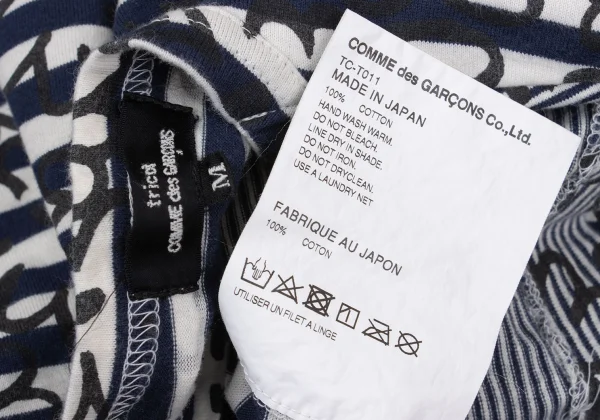 tricot
COMME des GARÇONS
M
COMME des GARÇONS Co.,Ltd.
TC-T011
MADE IN JAPAN
100% COTTON
HAND WASH WARM.
DO NOT BLEACH.
LINE DRY IN SHADE.
DO NOT IRON.
DO NOT DRYCLEAN.
USE A LAUNDRY NET
FABRIQUE AU JAPON
100% COTON
UTILISER UN FILET A LINGE